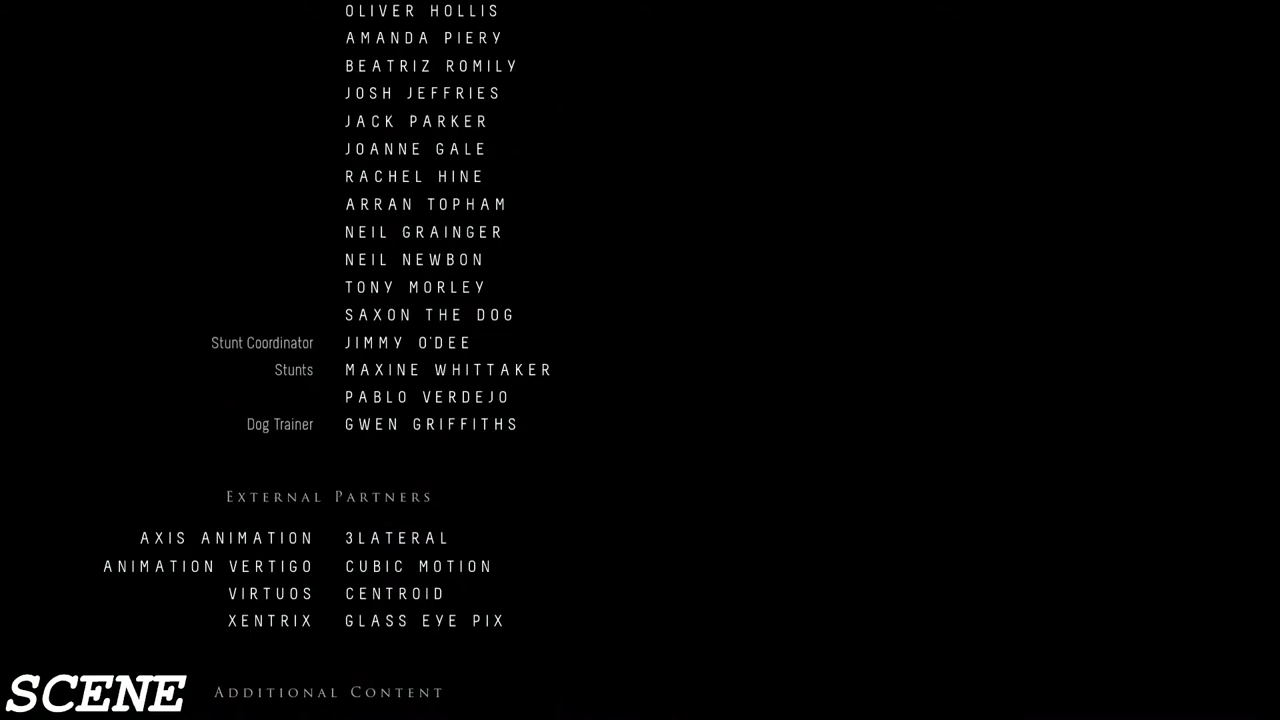 OLIVER HOLLIS
AMANDA PIERY
BEATRIZ ROMILY
JOSH JEFFRIES
JACK PARKER
JOANNE GALE
RACHEL HINE
ARRAN TOPHAM
NEIL GRAINGER
NEIL NEWBON
TONY MORLEY
SAXON THE DOG
Stunt Coordinator JIMMY O'DEE
Stunts MAXINE WHITTAKER
PABLO VERDEJO
Dog Trainer GWEN GRIFFITHS
EXTERNAL PARTNERS
AXIS ANIMATION 3LATERAL
ANIMATION VERTIGO CUBIC MOTION
VIRTUOS CENTROID
XENTRIX GLASS EYE PIX
SCENE ADDITIONAL CONTENT